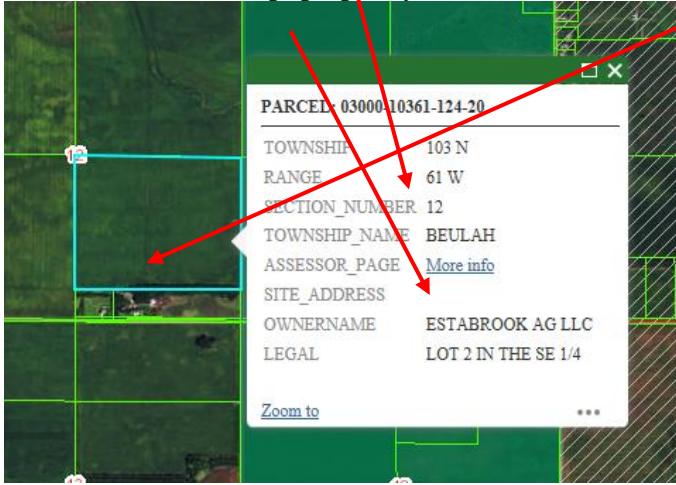 PARCEL: 03000-10361-124-20
TOWNSHIP 103 N
RANGE 61 W
SECTION_NUMBER 12
TOWNSHIP_NAME BEULAH
ASSESSOR_PAGE More info
SITE_ADDRESS
OWNERNAME ESTABROOK AG LLC
LEGAL LOT 2 IN THE SE 1/4
Zoom to
12